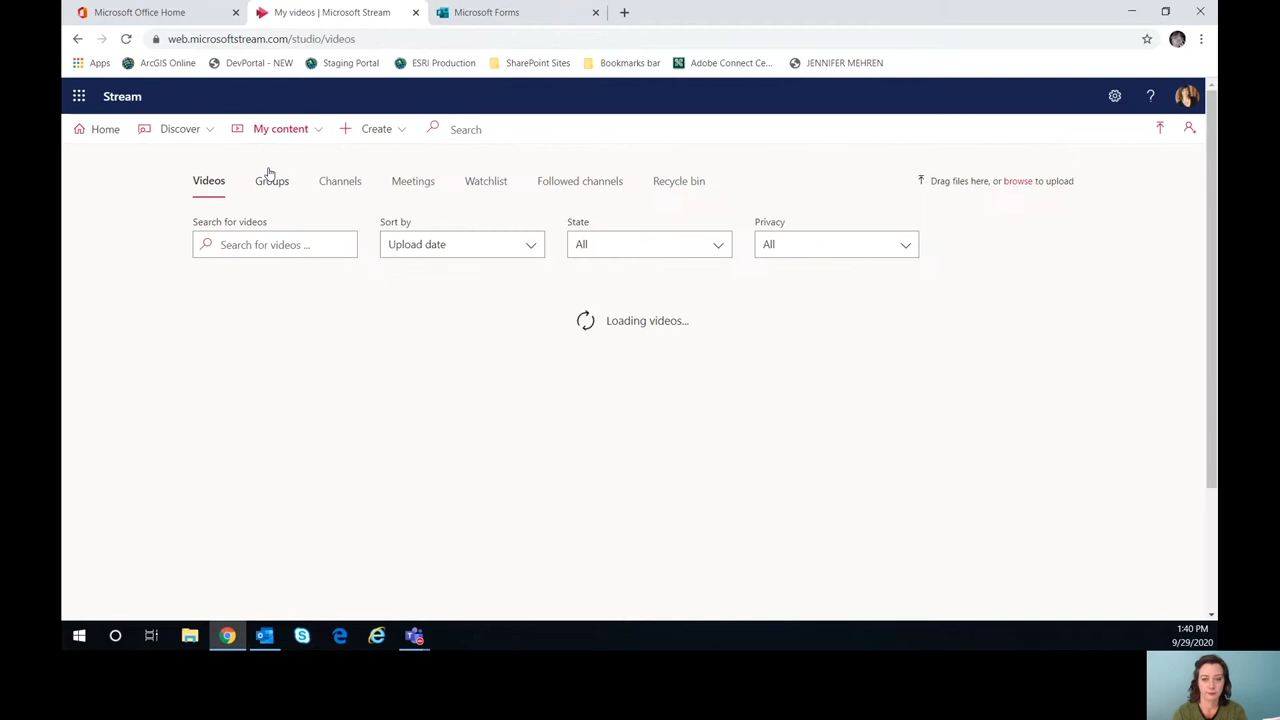 Microsoft Office Home
My videos | Microsoft Stream
Microsoft Forms
web.microsoftstream.com/studio/videos
Apps
ArcGIS Online
DevPortal - NEW
Staging Portal
ESRI Production
SharePoint Sites
Bookmarks bar
Adobe Connect Ce...
JENNIFER MEHREN
Stream
Home
Discover
My content
Create
Search
Videos
Groups
Channels
Meetings
Watchlist
Followed channels
Recycle bin
Drag files here, or browse to upload
Search for videos
Sort by
State
Privacy
Search for videos ...
Upload date
All
All
Loading videos...
1:40 PM
9/29/2020